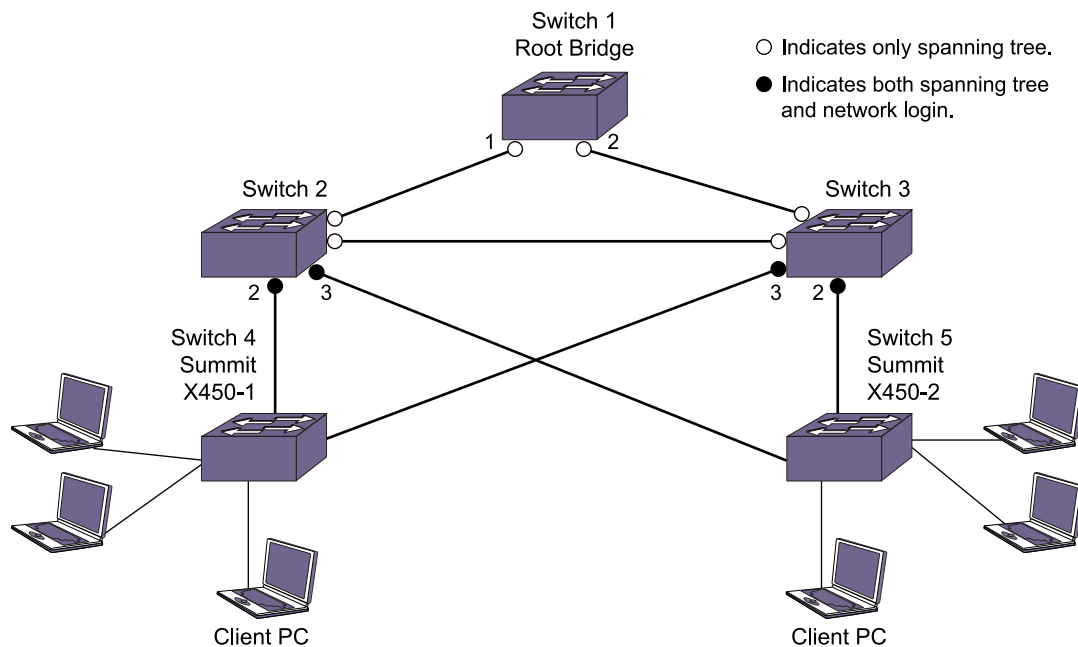 Switch 1
Root Bridge
Indicates only spanning tree.
Indicates both spanning tree
and network login.
1
2
Switch 2
Switch 3
2
3
3
2
Switch 4
Summit
X450-1
Switch 5
Summit
X450-2
Client PC
Client PC